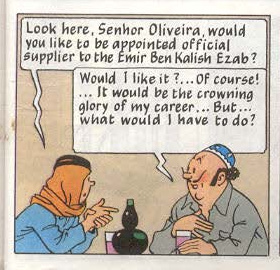 Look here, Senhor Oliveira, would
you like to be appointed official
supplier to the Emir Ben Kalish Ezab?
Would I like it?...Of course!
... It would be the crowning
glory of my career... But...
what would I have to do?